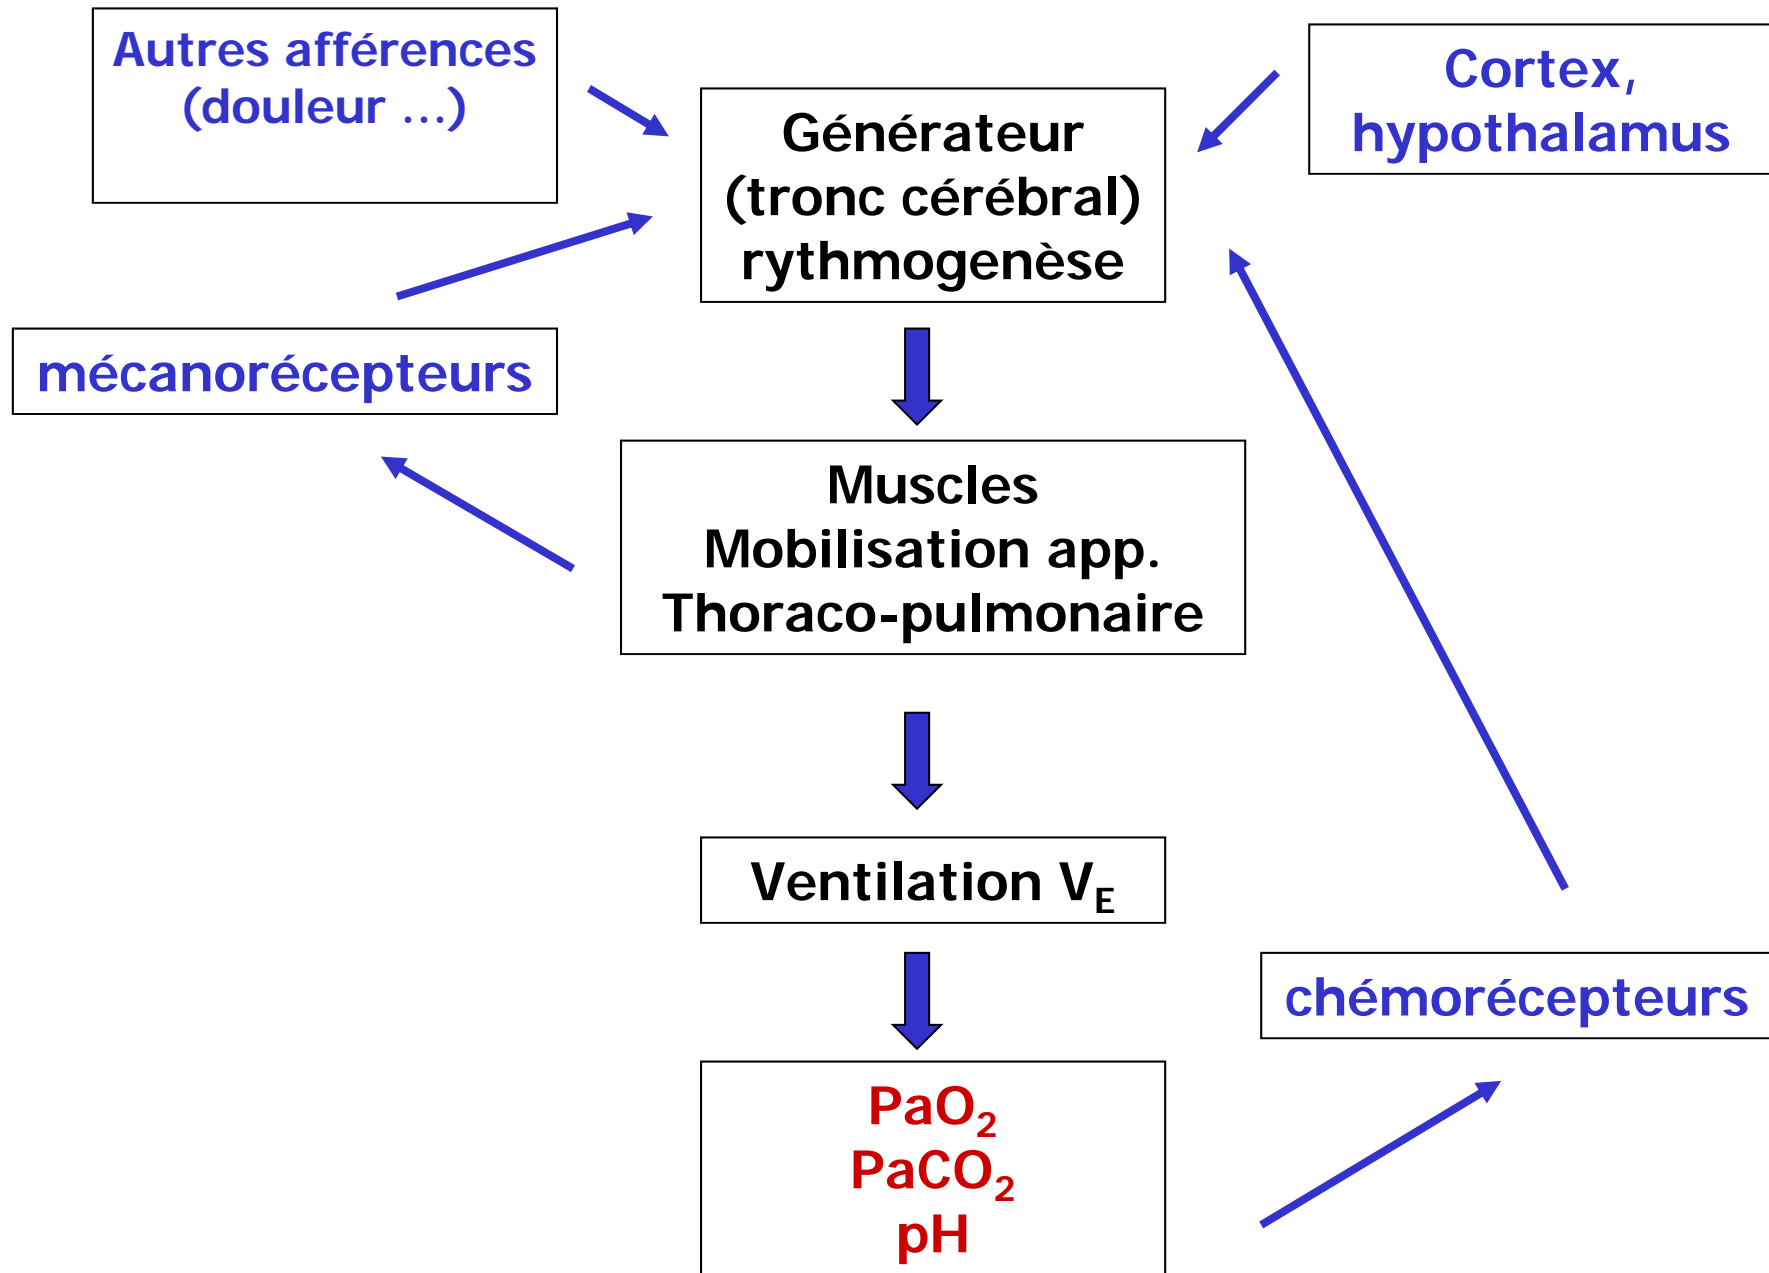 Autres afférences
(douleur ...)
Cortex,
hypothalamus
Générateur
(tronc cérébral)
rythmogenèse
mécanorécepteurs
Muscles
Mobilisation app.
Thoraco-pulmonaire
Ventilation V_E
chémorécepteurs
PaO₂
PaCO₂
pH